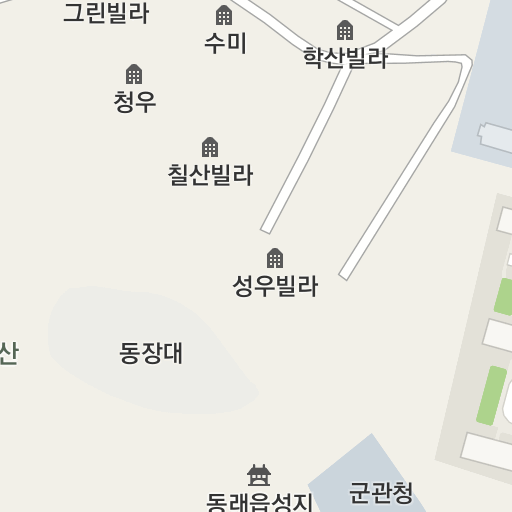 그린빌라
수미
학산빌라
청우
칠산빌라
성우빌라
동장대
산
군관청
동래읍성지